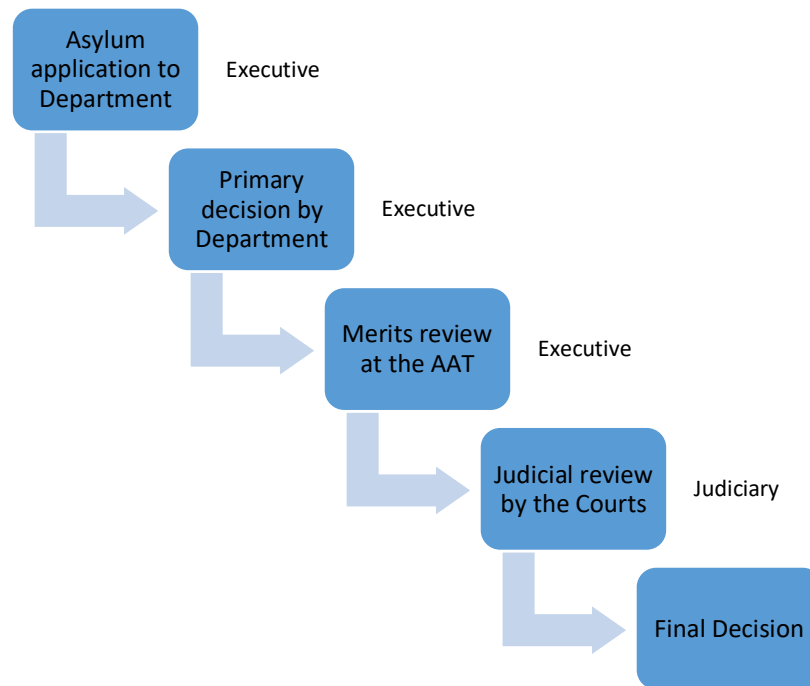 Asylum
application to
Department
Executive
Primary
decision by
Department
Executive
Merits review
at the AAT
Executive
Judicial review
by the Courts
Judiciary
Final Decision